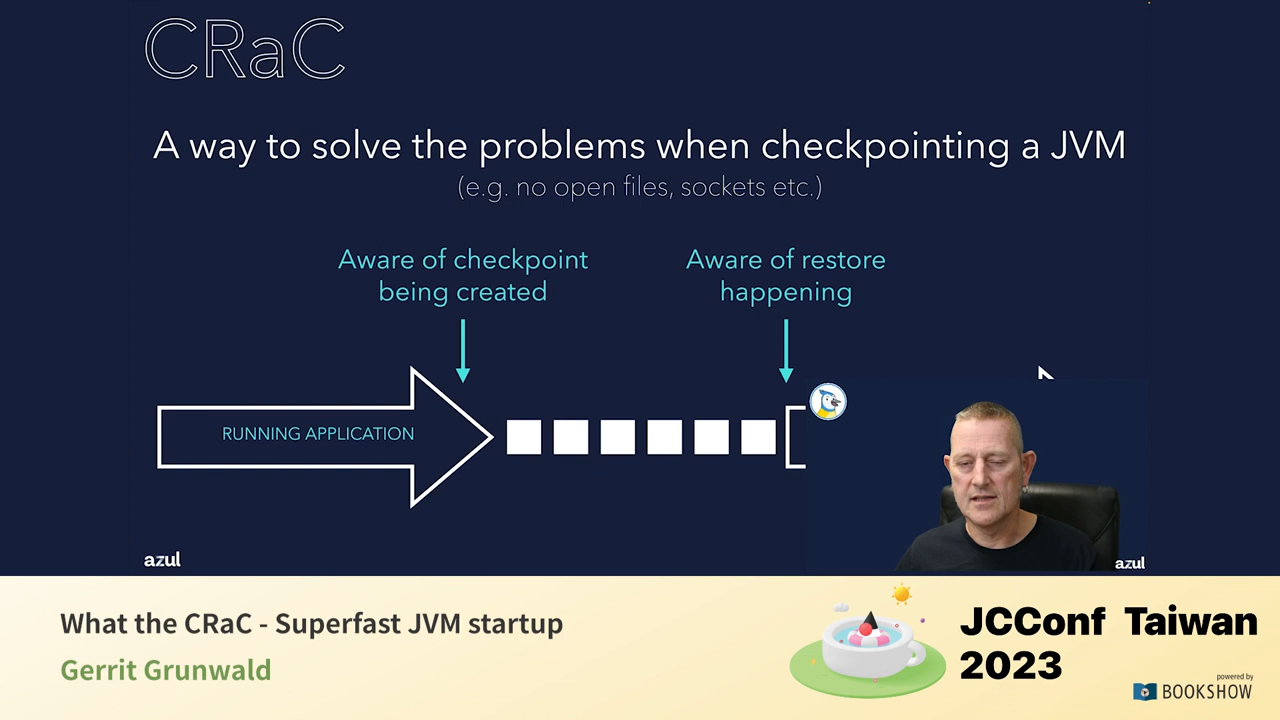 CRaC
A way to solve the problems when checkpointing a JVM
(e.g. no open files, sockets etc.)
Aware of checkpoint
being created
Aware of restore
happening
RUNNING APPLICATION
azul
azul
What the CRaC - Superfast JVM startup
Gerrit Grunwald
JCConf Taiwan
2023
powered by
BOOKSHOW